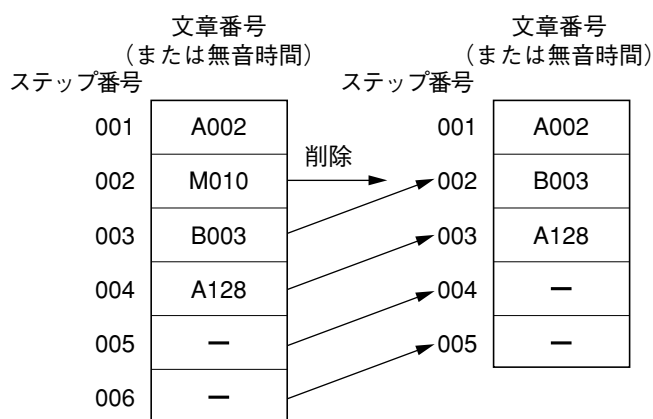 文章番号
（または無音時間）
ステップ番号
001 A002
002 M010
003 B003
004 A128
005 ー
006 ー
削除
文章番号
（または無音時間）
ステップ番号
001 A002
002 B003
003 A128
004 ー
005 ー